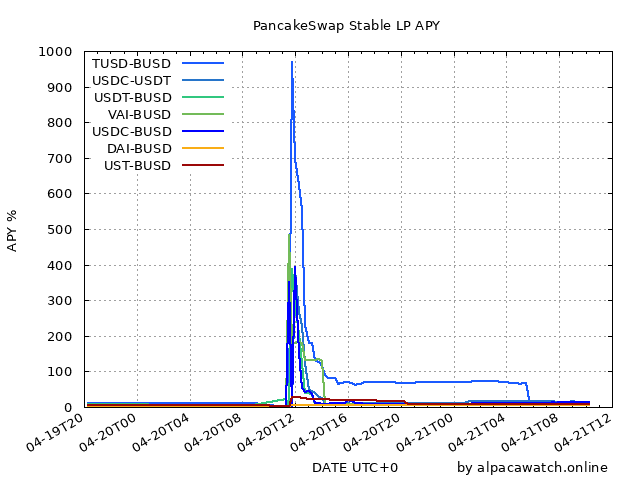 PancakeSwap Stable LP APY
1000
900
800
700
600
500
400
300
200
100
0
APY %
TUSD-BUSD
USDC-USDT
USDT-BUSD
VAI-BUSD
USDC-BUSD
DAI-BUSD
UST-BUSD
04-19T20
04-20T00
04-20T04
04-20T08
04-20T12
04-20T16
04-20T20
04-21T00
04-21T04
04-21T08
04-21T12
DATE UTC+0
by alpacawatch.online